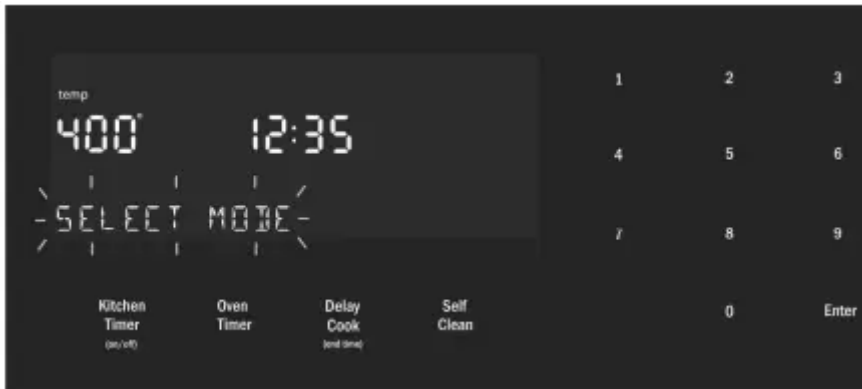 temp
400° 12:35
SELECT MODE
Kitchen Timer (on/off)
Oven Timer
Delay Cook (end time)
Self Clean
1 2 3
4 5 6
7 8 9
0 Enter